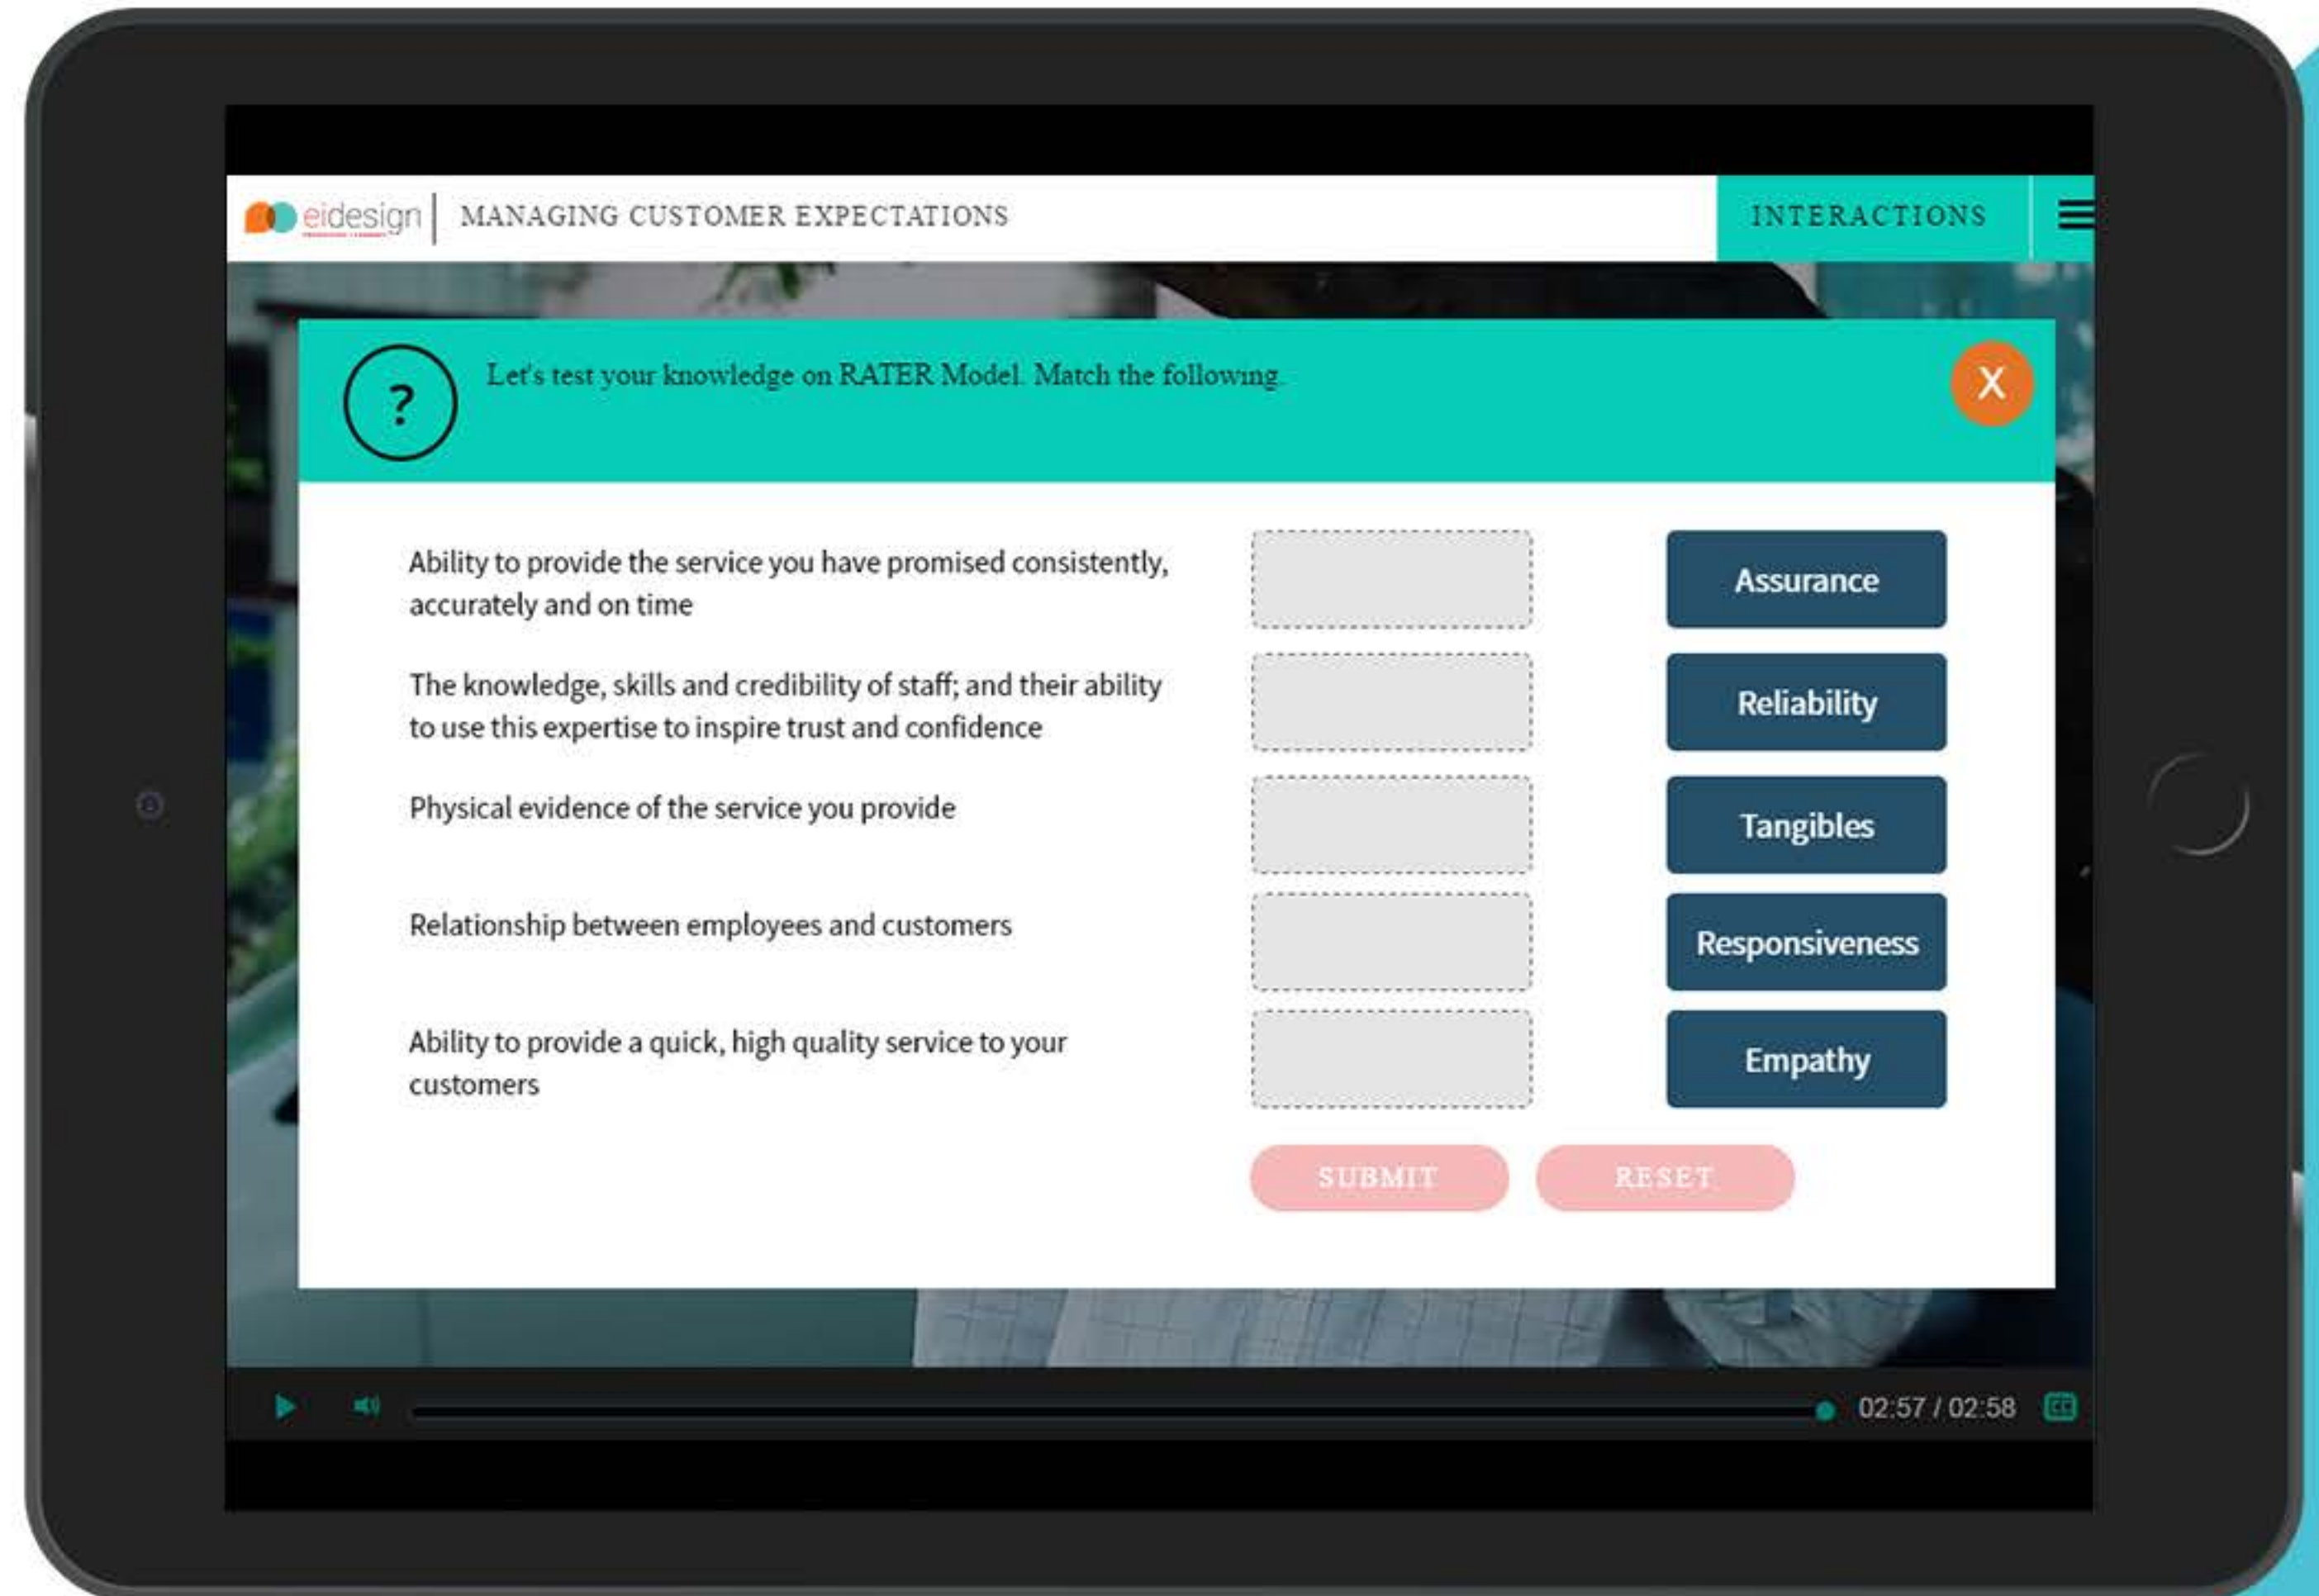 eidesign
MANAGING CUSTOMER EXPECTATIONS
INTERACTIONS
?
Let's test your knowledge on RATER Model. Match the following.
X
Ability to provide the service you have promised consistently,
accurately and on time
Assurance
The knowledge, skills and credibility of staff; and their ability
to use this expertise to inspire trust and confidence
Reliability
Physical evidence of the service you provide
Tangibles
Relationship between employees and customers
Responsiveness
Ability to provide a quick, high quality service to your
customers
Empathy
SUBMIT
RESET
02:57 / 02:58
CC